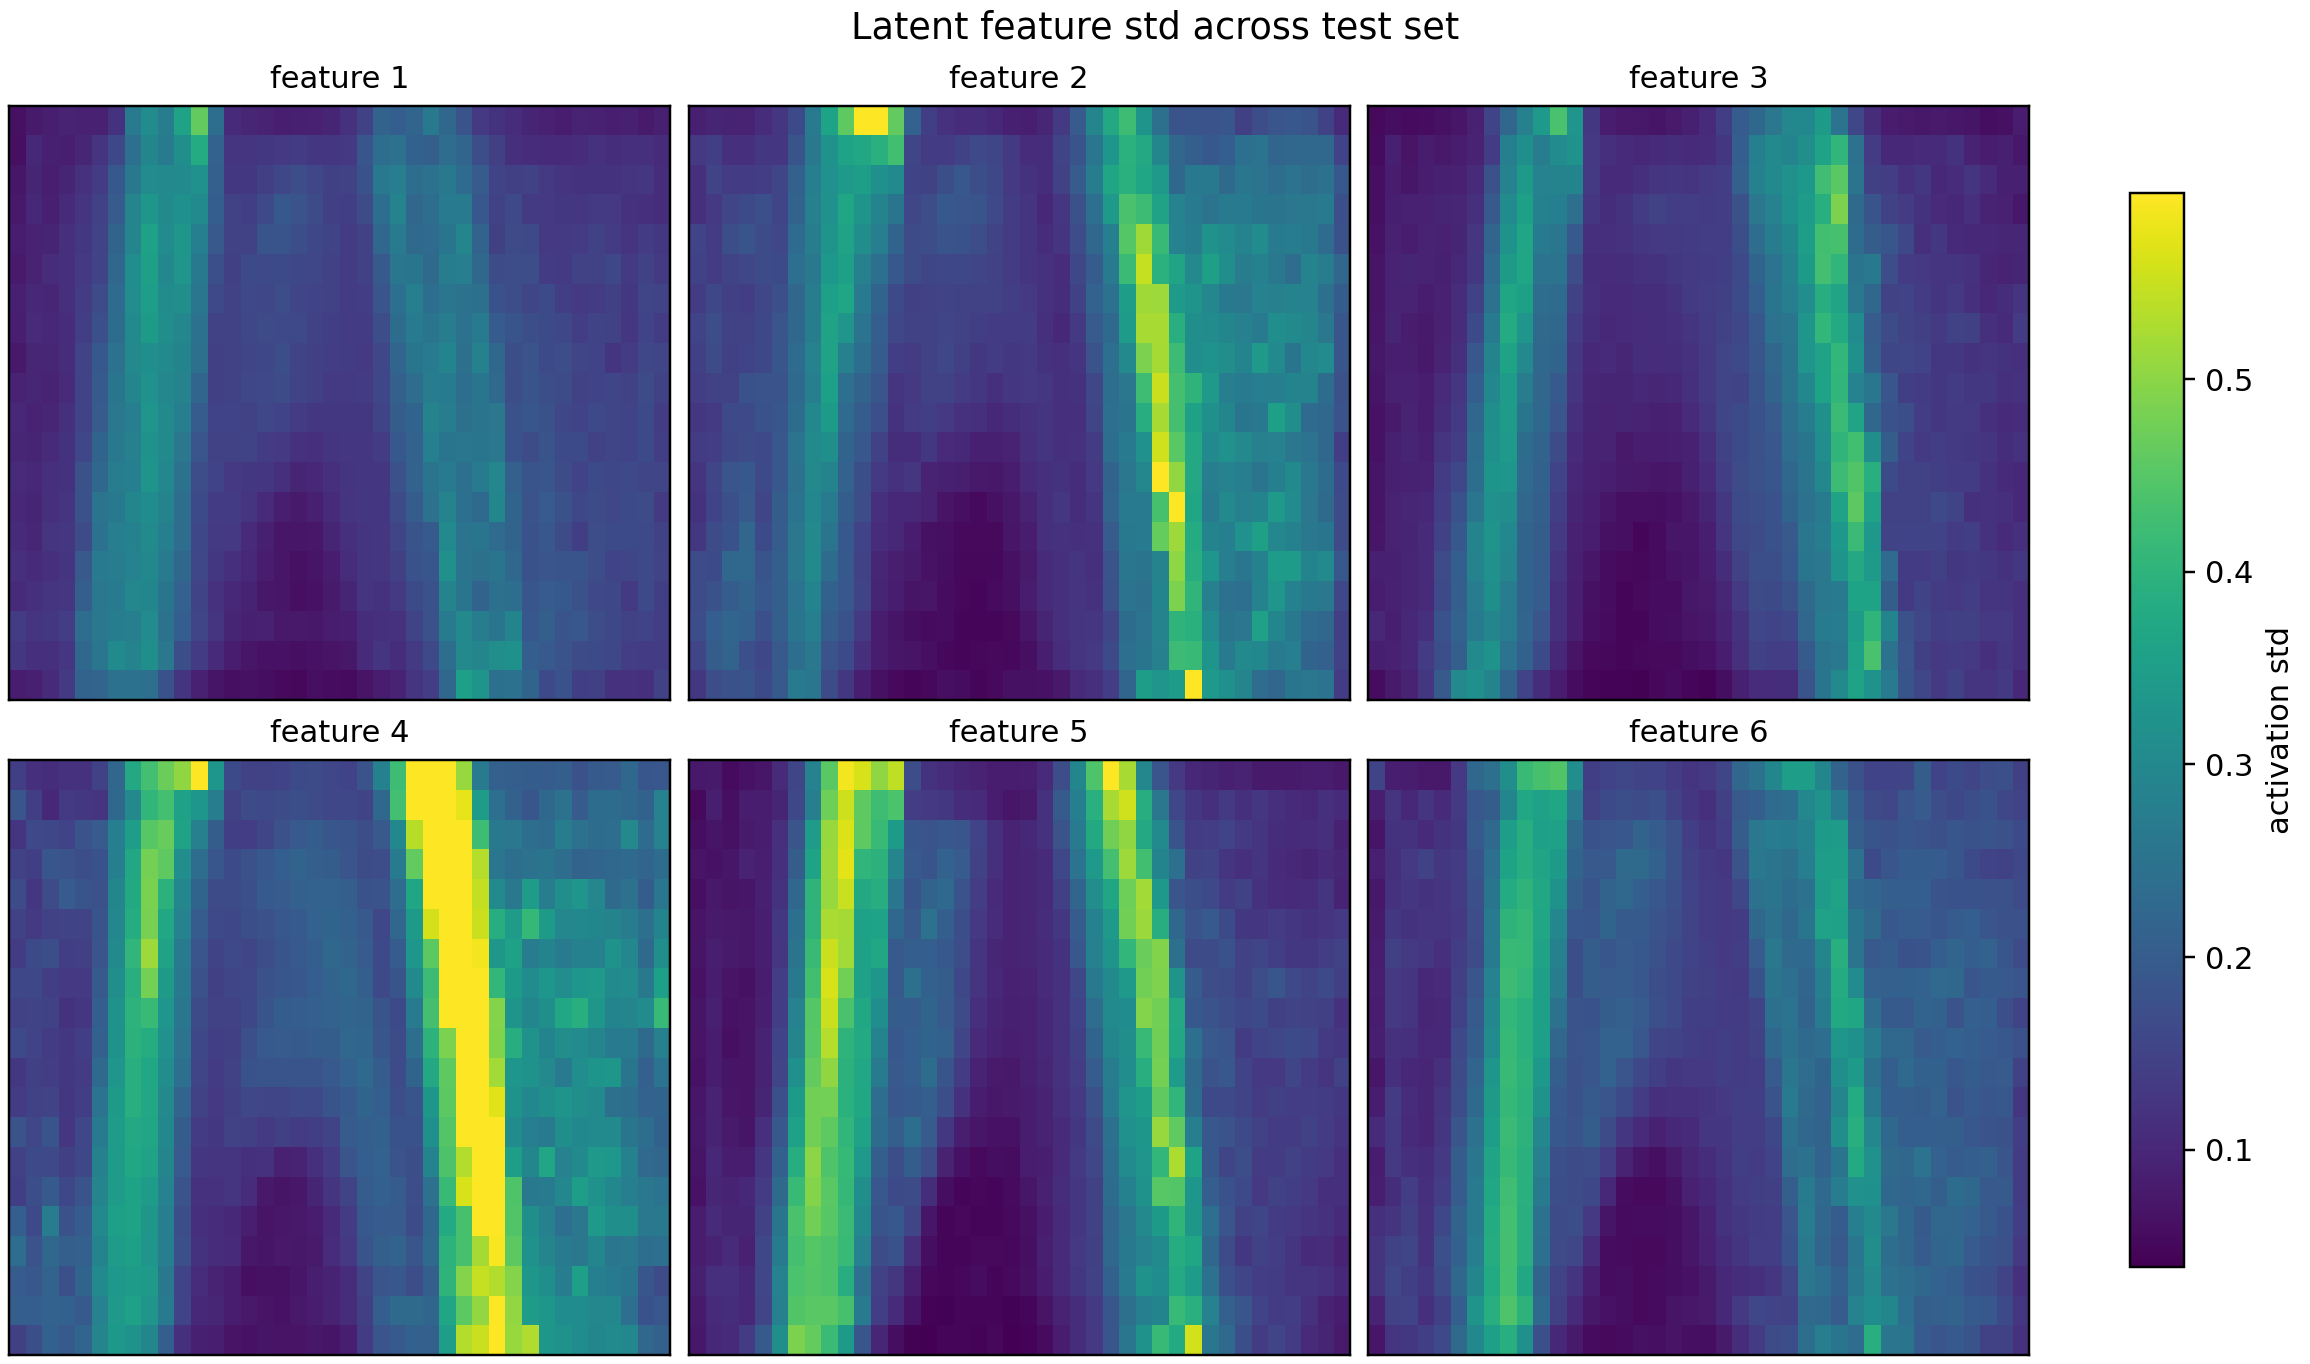 Latent feature std across test set
feature 1
feature 2
feature 3
feature 4
feature 5
feature 6
0.5
0.4
0.3
0.2
0.1
activation std